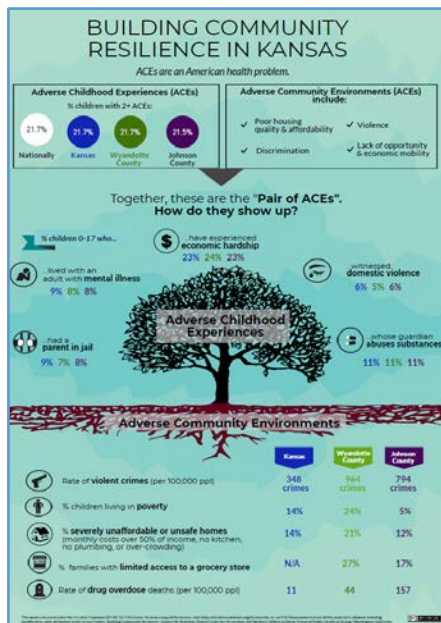 BUILDING COMMUNITY
RESILIENCE IN KANSAS
ACEs are an American health problem.
Adverse Childhood Experiences (ACEs)
% children with 2+ ACEs:
21.7%
21.7%
21.7%
21.5%
Nationally
Kansas
Wyandotte
County
Johnson
County
Adverse Community Environments (ACEs)
include:
✓ Poor housing
quality & affordability
✓ Violence
✓ Discrimination
✓ Lack of opportunity
& economic mobility
Together, these are the "Pair of ACEs".
How do they show up?
% children 0-17 who...
...have experienced
economic hardship
23% 24% 23%
...lived with an
adult with mental illness
9% 8% 8%
...witnessed
domestic violence
6% 5% 6%
Adverse Childhood
Experiences
...had a
parent in jail
9% 7% 8%
...whose guardian
abuses substances
11% 11% 11%
Adverse Community Environments
Kansas
Wyandotte
County
Johnson
County
Rate of violent crimes (per 100,000 ppl)
348
crimes
964
crimes
794
crimes
% children living in poverty
14%
24%
5%
% severely unaffordable or unsafe homes
(monthly costs over 50% of income, no kitchen,
no plumbing, or over-crowding)
14%
21%
12%
% families with limited access to a grocery store
N/A
27%
17%
Rate of drug overdose deaths (per 100,000 ppl)
11
44
157